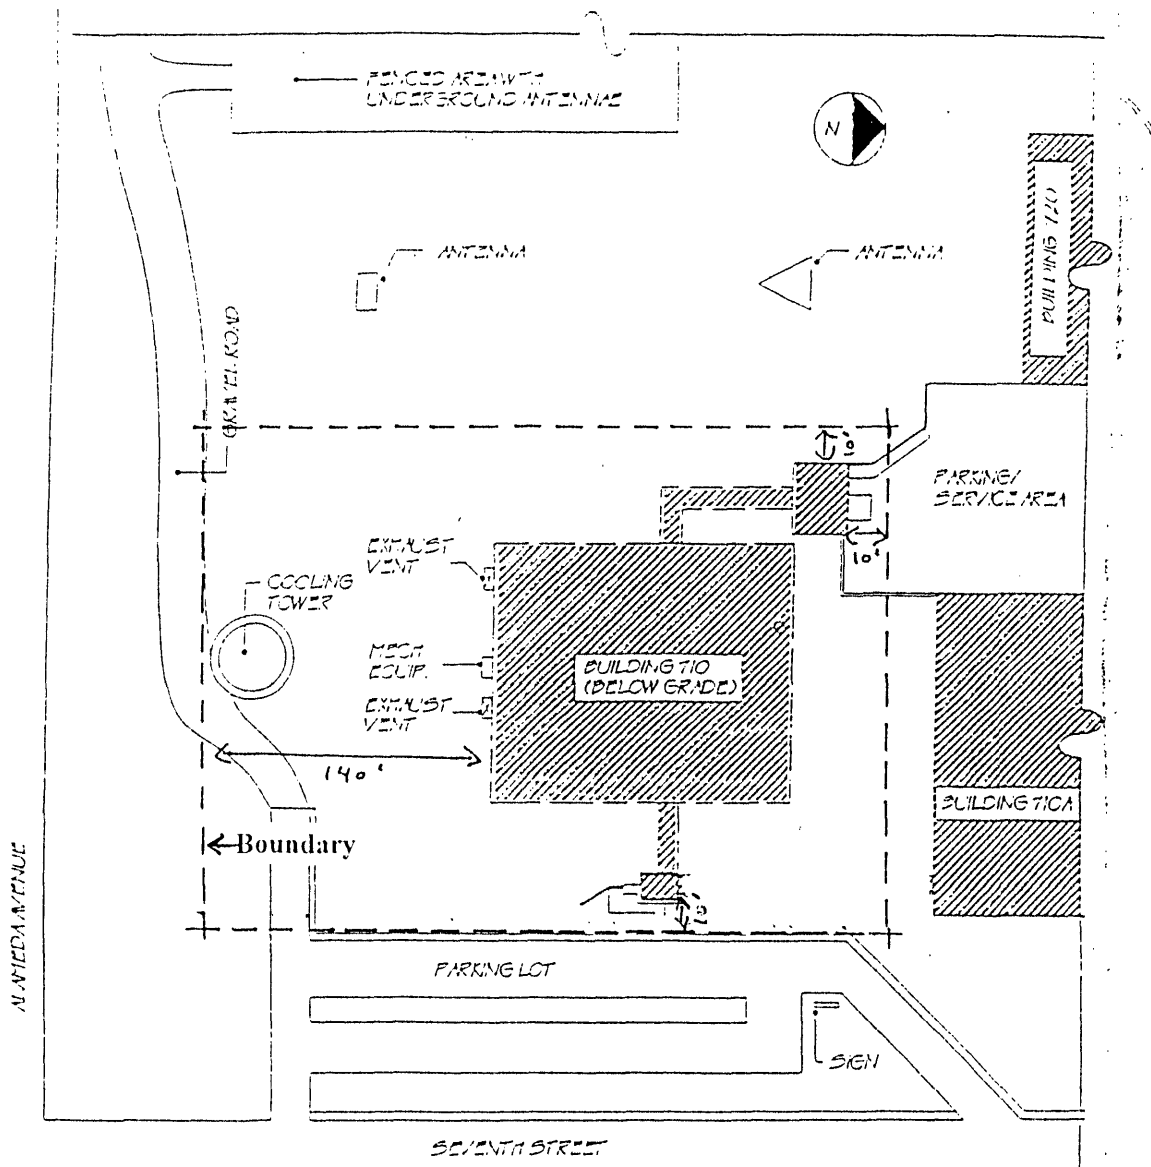 FENCED AREA WITH
UNDERGROUND ANTENNAE
N
ANTENNA
ANTENNA
BUILDING 720
GRAVEL ROAD
10'
PARKING/
SERVICE AREA
10'
EXHAUST
VENT
COOLING
TOWER
MECH
EQUIP.
BUILDING 710
(BELOW GRADE)
EXHAUST
VENT
140'
BUILDING 710A
Boundary
10'
ALAMEDA AVENUE
PARKING LOT
SIGN
SEVENTH STREET